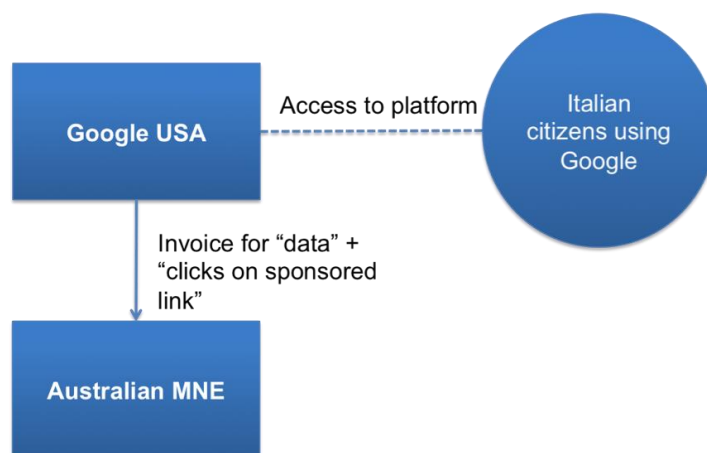 Google USA
Access to platform
Italian
citizens using
Google
Invoice for “data” +
“clicks on sponsored
link”
Australian MNE